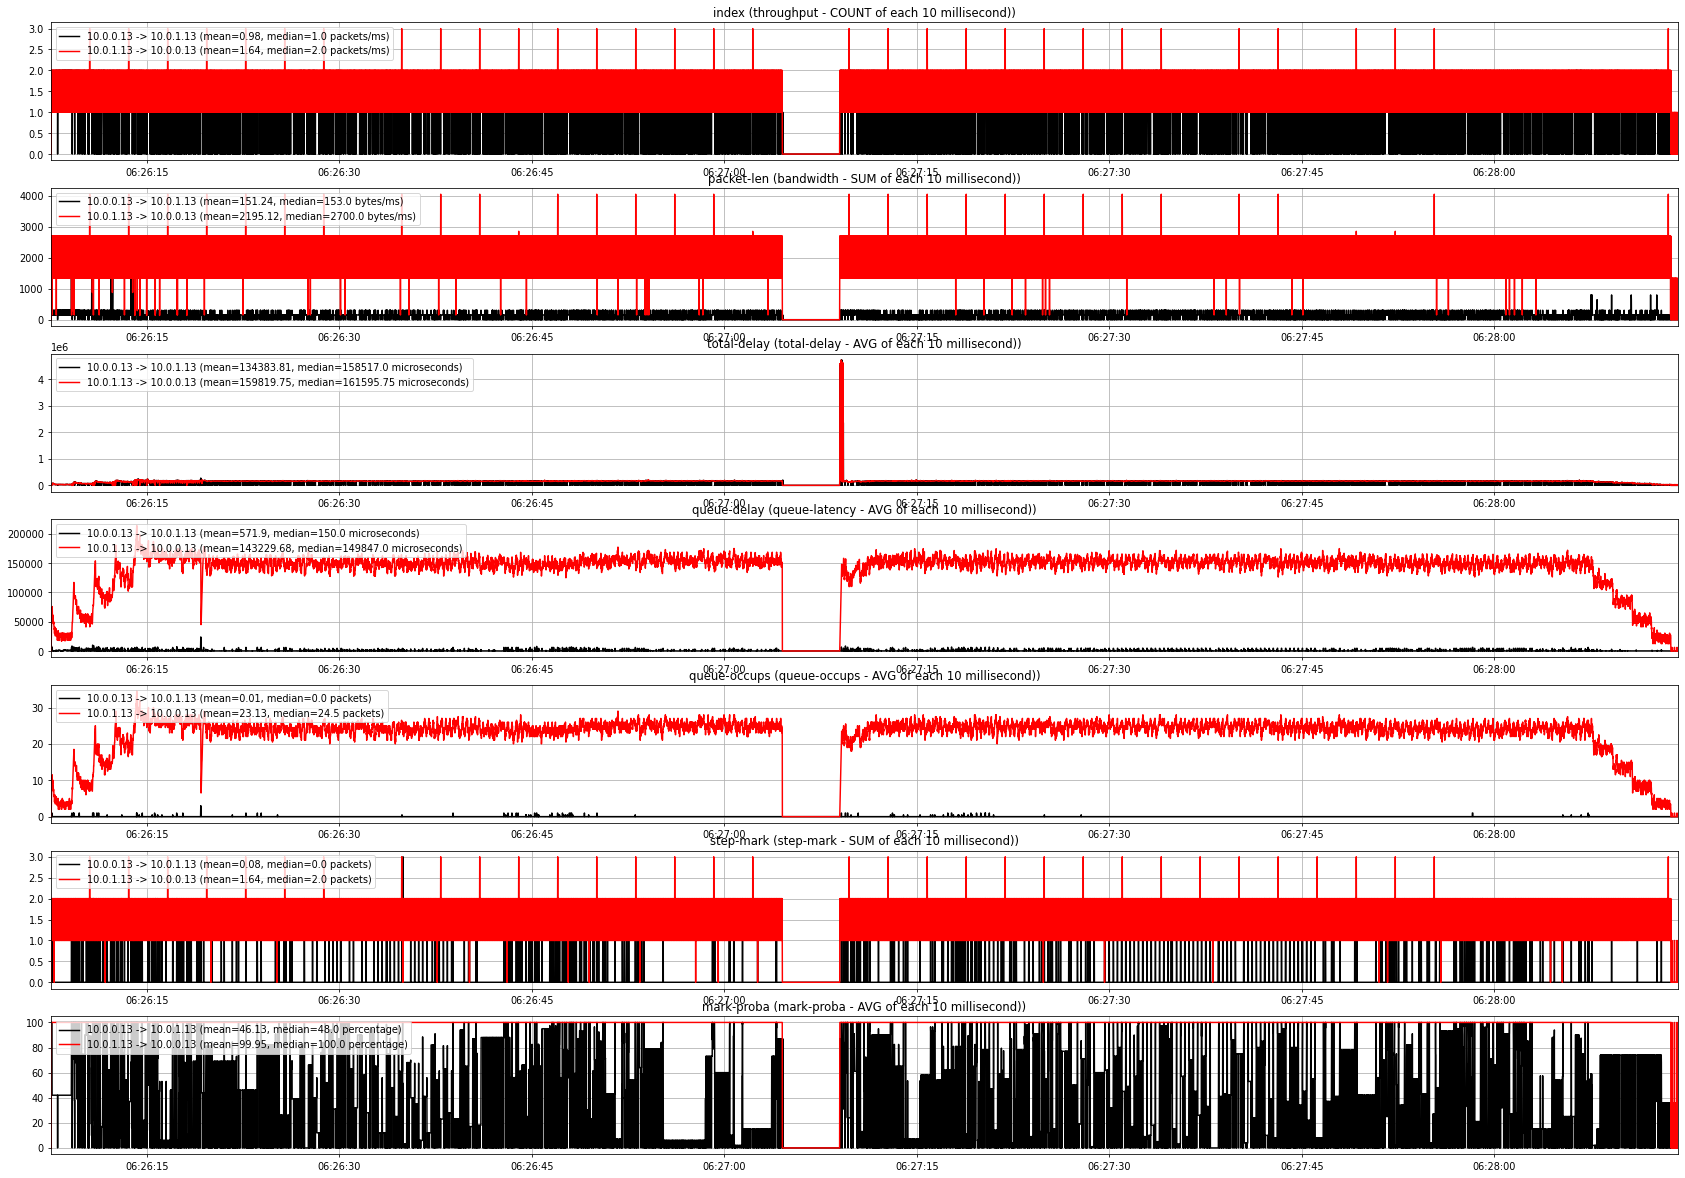 index (throughput - COUNT of each 10 millisecond))
3.0
2.5
2.0
1.5
1.0
0.5
0.0
10.0.0.13 -> 10.0.1.13 (mean=0.98, median=1.0 packets/ms)
10.0.1.13 -> 10.0.0.13 (mean=1.64, median=2.0 packets/ms)
06:26:15 06:26:30 06:26:45 06:27:00 06:27:15 06:27:30 06:27:45 06:28:00
packet-len (bandwidth - SUM of each 10 millisecond))
4000
3000
2000
1000
0
10.0.0.13 -> 10.0.1.13 (mean=151.24, median=153.0 bytes/ms)
10.0.1.13 -> 10.0.0.13 (mean=2195.12, median=2700.0 bytes/ms)
06:26:15 06:26:30 06:26:45 06:27:00 06:27:15 06:27:30 06:27:45 06:28:00
total-delay (total-delay - AVG of each 10 millisecond))
1e6
4
3
2
1
0
10.0.0.13 -> 10.0.1.13 (mean=134383.81, median=158517.0 microseconds)
10.0.1.13 -> 10.0.0.13 (mean=159819.75, median=161595.75 microseconds)
06:26:15 06:26:30 06:26:45 06:27:00 06:27:15 06:27:30 06:27:45 06:28:00
queue-delay (queue-latency - AVG of each 10 millisecond))
200000
150000
100000
50000
0
10.0.0.13 -> 10.0.1.13 (mean=571.9, median=150.0 microseconds)
10.0.1.13 -> 10.0.0.13 (mean=143229.68, median=149847.0 microseconds)
06:26:15 06:26:30 06:26:45 06:27:00 06:27:15 06:27:30 06:27:45 06:28:00
queue-occups (queue-occups - AVG of each 10 millisecond))
30
20
10
0
10.0.0.13 -> 10.0.1.13 (mean=0.01, median=0.0 packets)
10.0.1.13 -> 10.0.0.13 (mean=23.13, median=24.5 packets)
06:26:15 06:26:30 06:26:45 06:27:00 06:27:15 06:27:30 06:27:45 06:28:00
step-mark (step-mark - SUM of each 10 millisecond))
3.0
2.5
2.0
1.5
1.0
0.5
0.0
10.0.0.13 -> 10.0.1.13 (mean=0.08, median=0.0 packets)
10.0.1.13 -> 10.0.0.13 (mean=1.64, median=2.0 packets)
06:26:15 06:26:30 06:26:45 06:27:00 06:27:15 06:27:30 06:27:45 06:28:00
mark-proba (mark-proba - AVG of each 10 millisecond))
100
80
60
40
20
0
10.0.0.13 -> 10.0.1.13 (mean=46.13, median=48.0 percentage)
10.0.1.13 -> 10.0.0.13 (mean=99.95, median=100.0 percentage)
06:26:15 06:26:30 06:26:45 06:27:00 06:27:15 06:27:30 06:27:45 06:28:00